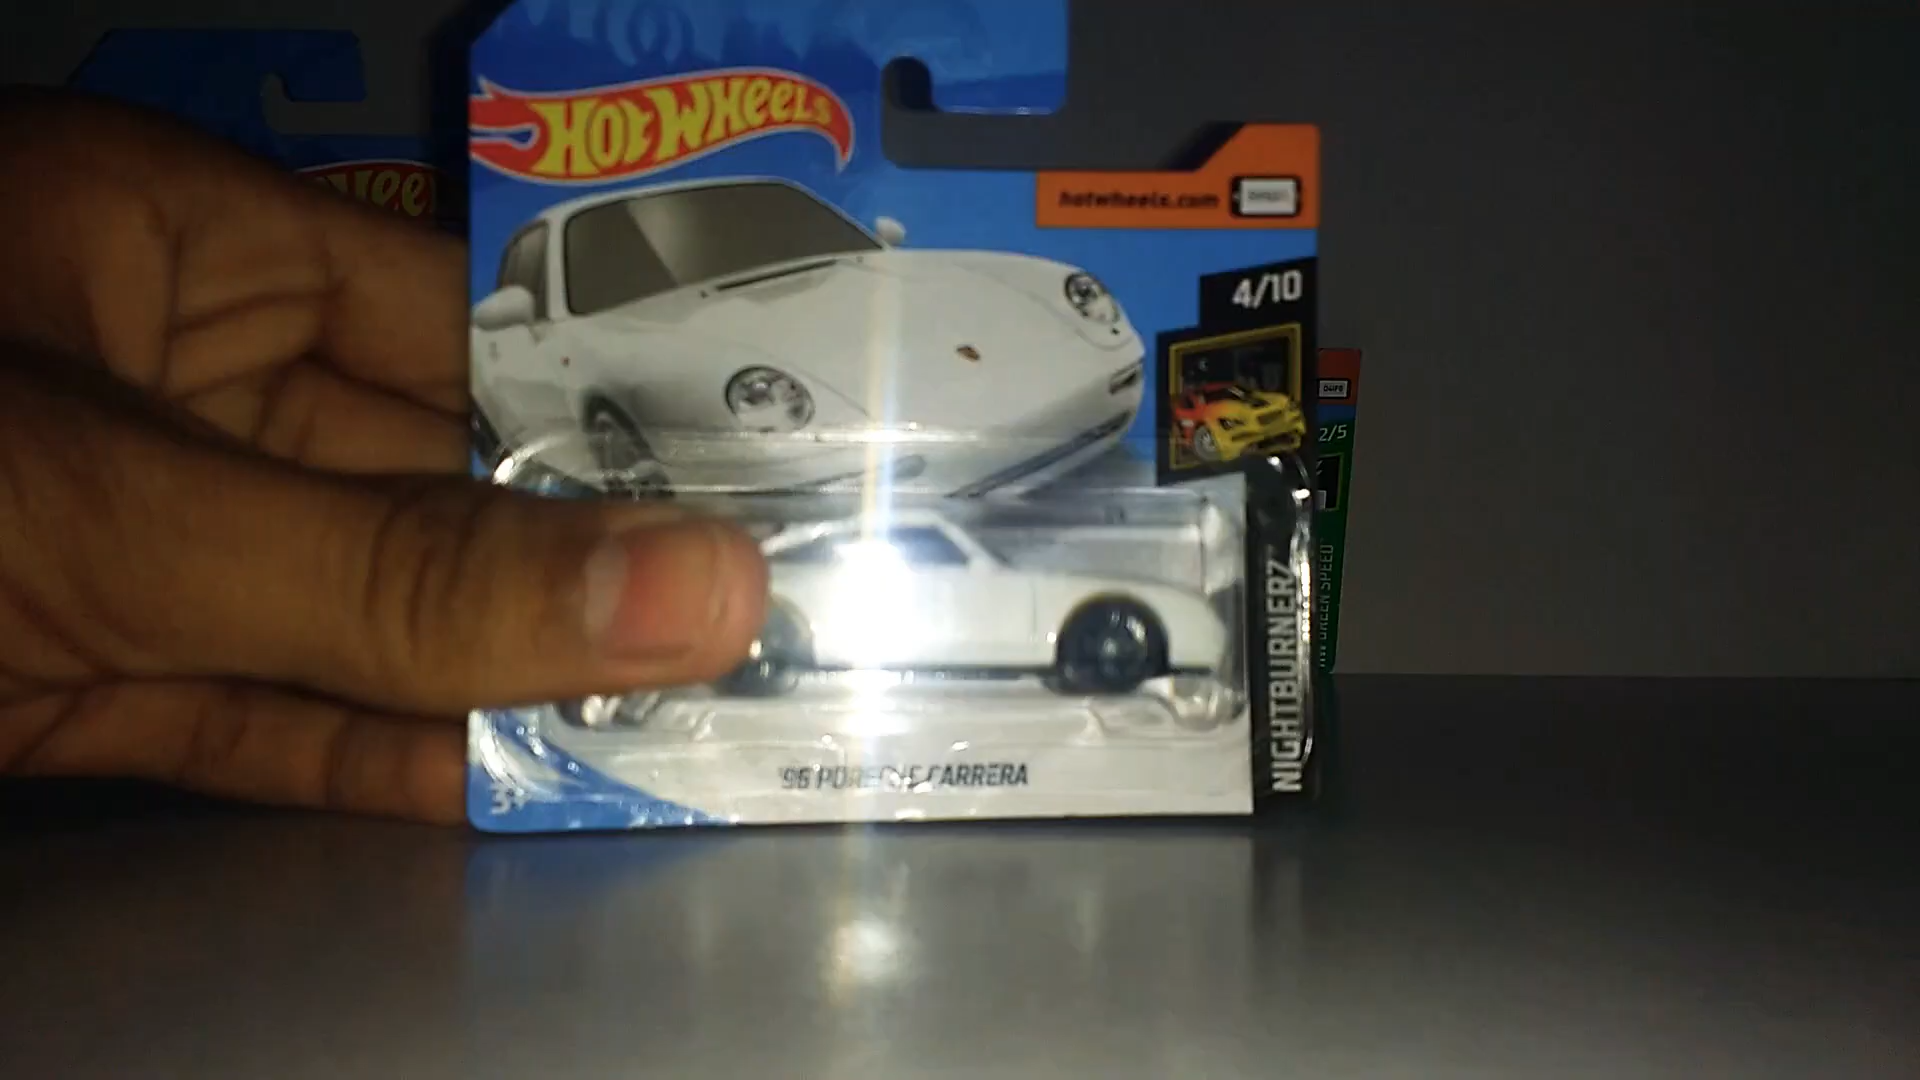 HOT WHEELS
hotwheels.com
4/10
2/5
NIGHTBURNERZ
'96 PORSCHE CARRERA
3+